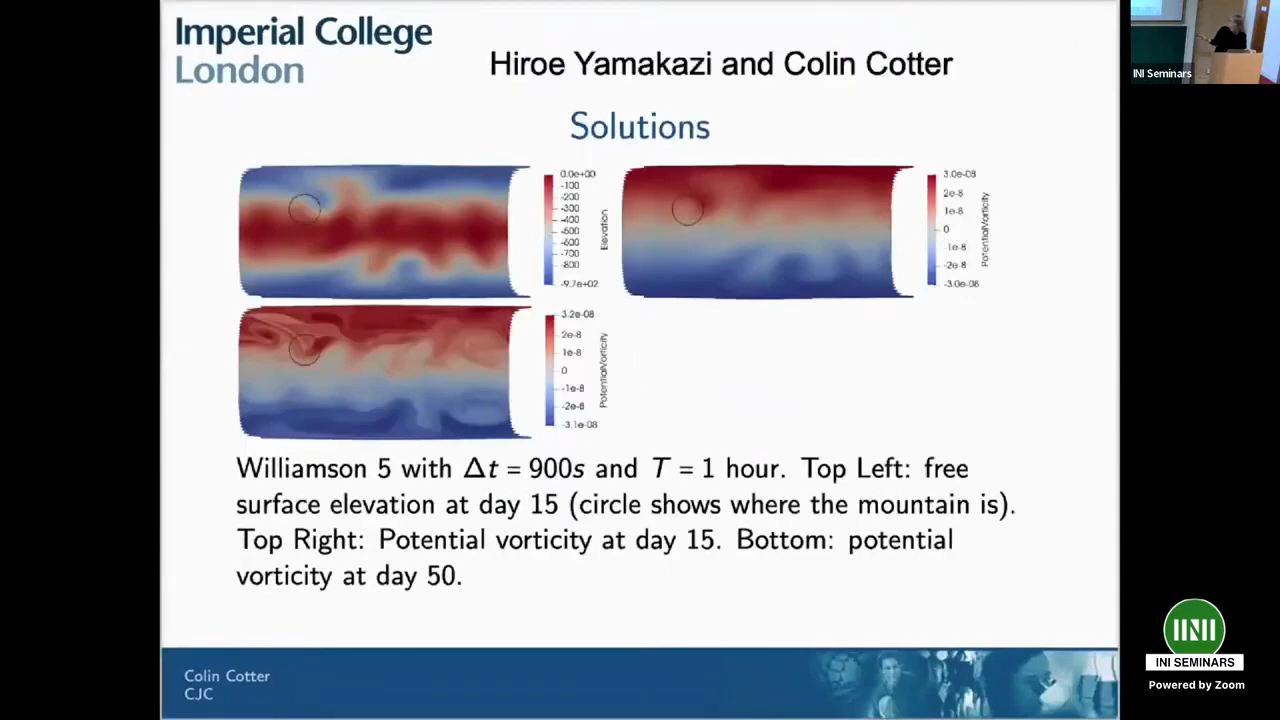 Imperial College
London
Hiroe Yamakazi and Colin Cotter
Solutions
0.0e+00
-100
-200
-300
-400
-500
-600
-700
-800
-9.7e+02
Elevation
3.0e-08
2e-8
1e-8
0
-1e-8
-2e-8
-3.0e-08
PotentialVorticity
3.2e-08
2e-8
1e-8
0
-1e-8
-2e-8
-3.1e-08
PotentialVorticity
Williamson 5 with Δt = 900s and T = 1 hour. Top Left: free
surface elevation at day 15 (circle shows where the mountain is).
Top Right: Potential vorticity at day 15. Bottom: potential
vorticity at day 50.
Colin Cotter
CJC
INI Seminars
INI SEMINARS
Powered by Zoom